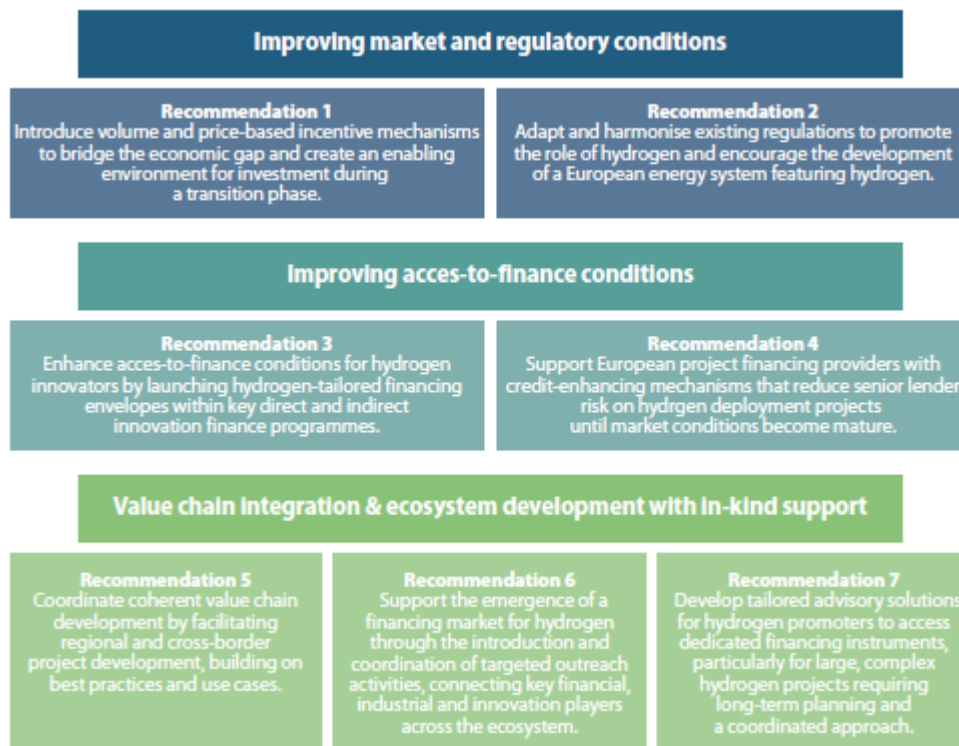 Improving market and regulatory conditions
Recommendation 1
Introduce volume and price-based incentive mechanisms
to bridge the economic gap and create an enabling
environment for investment during
a transition phase.
Recommendation 2
Adapt and harmonise existing regulations to promote
the role of hydrogen and encourage the development
of a European energy system featuring hydrogen.
Improving acces-to-finance conditions
Recommendation 3
Enhance acces-to-finance conditions for hydrogen
innovators by launching hydrogen-tailored financing
envelopes within key direct and indirect
innovation finance programmes.
Recommendation 4
Support European project financing providers with
credit-enhancing mechanisms that reduce senior lender
risk on hydrgen deployment projects
until market conditions become mature.
Value chain integration & ecosystem development with in-kind support
Recommendation 5
Coordinate coherent value chain
development by facilitating
regional and cross-border
project development, building on
best practices and use cases.
Recommendation 6
Support the emergence of a
financing market for hydrogen
through the introduction and
coordination of targeted outreach
activities, connecting key financial,
industrial and innovation players
across the ecosystem.
Recommendation 7
Develop tailored advisory solutions
for hydrogen promoters to access
dedicated financing instruments,
particularly for large, complex
hydrogen projects requiring
long-term planning and
a coordinated approach.